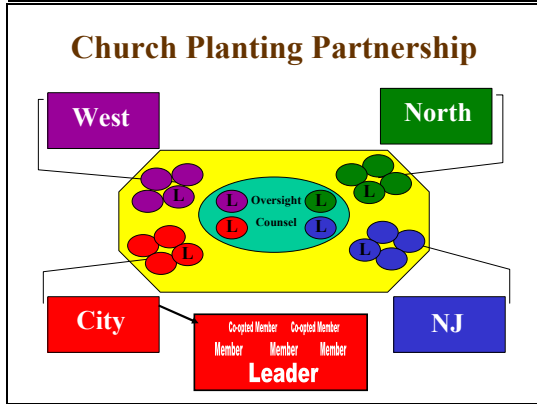 Church Planting Partnership
West
North
L
L
L
Oversight
L
L
Counsel
L
L
L
City
NJ
Co-opted Member Co-opted Member
Member Member Member
Leader